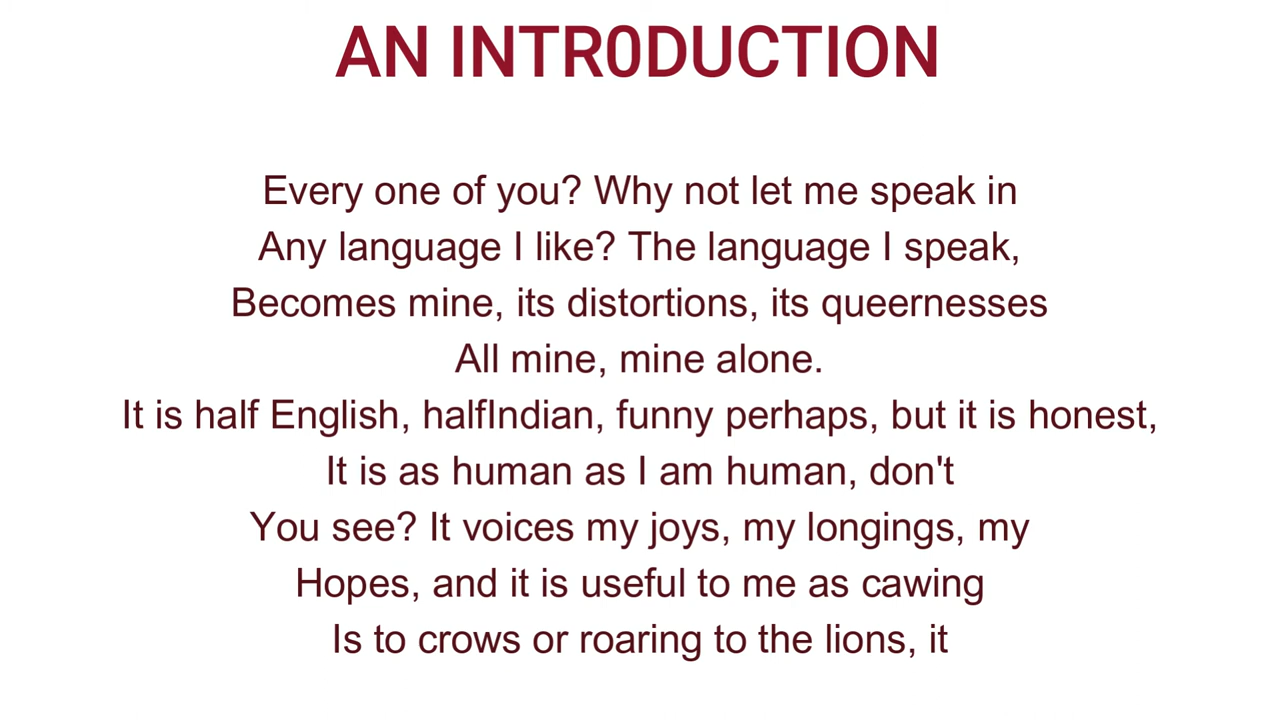 AN INTR0DUCTION
Every one of you? Why not let me speak in
Any language I like? The language I speak,
Becomes mine, its distortions, its queernesses
All mine, mine alone.
It is half English, halfIndian, funny perhaps, but it is honest,
It is as human as I am human, don't
You see? It voices my joys, my longings, my
Hopes, and it is useful to me as cawing
Is to crows or roaring to the lions, it